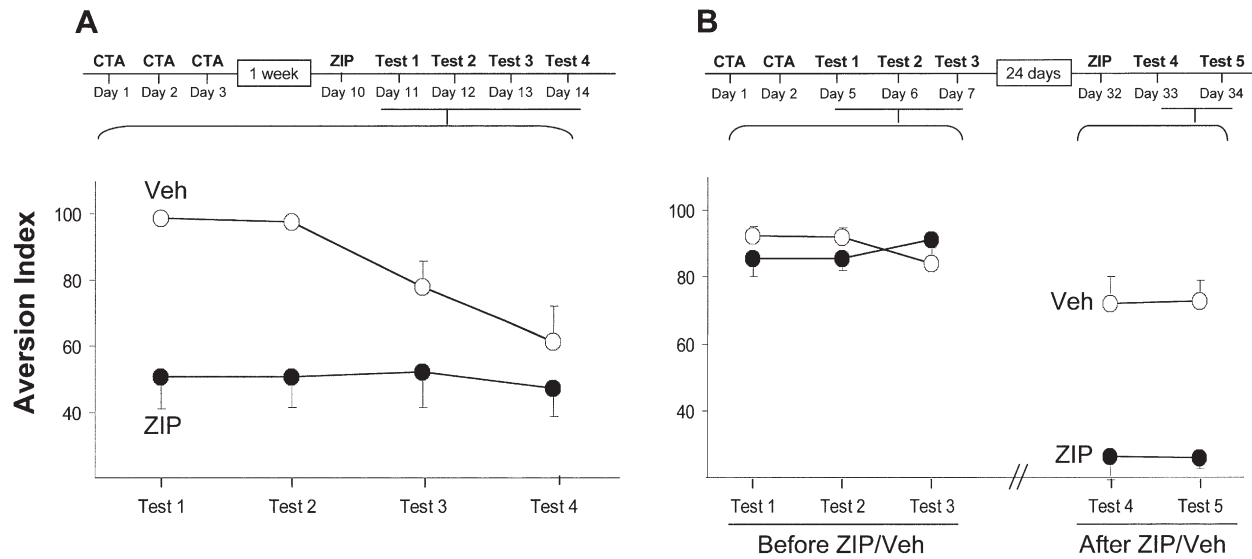 A
CTA CTA CTA 1 week ZIP Test 1 Test 2 Test 3 Test 4
Day 1 Day 2 Day 3 Day 10 Day 11 Day 12 Day 13 Day 14
Aversion Index
100
80
60
40
Veh
ZIP
Test 1 Test 2 Test 3 Test 4
B
CTA CTA Test 1 Test 2 Test 3 24 days ZIP Test 4 Test 5
Day 1 Day 2 Day 5 Day 6 Day 7 Day 32 Day 33 Day 34
100
80
60
40
Veh
ZIP
Test 1 Test 2 Test 3 Test 4 Test 5
Before ZIP/Veh After ZIP/Veh